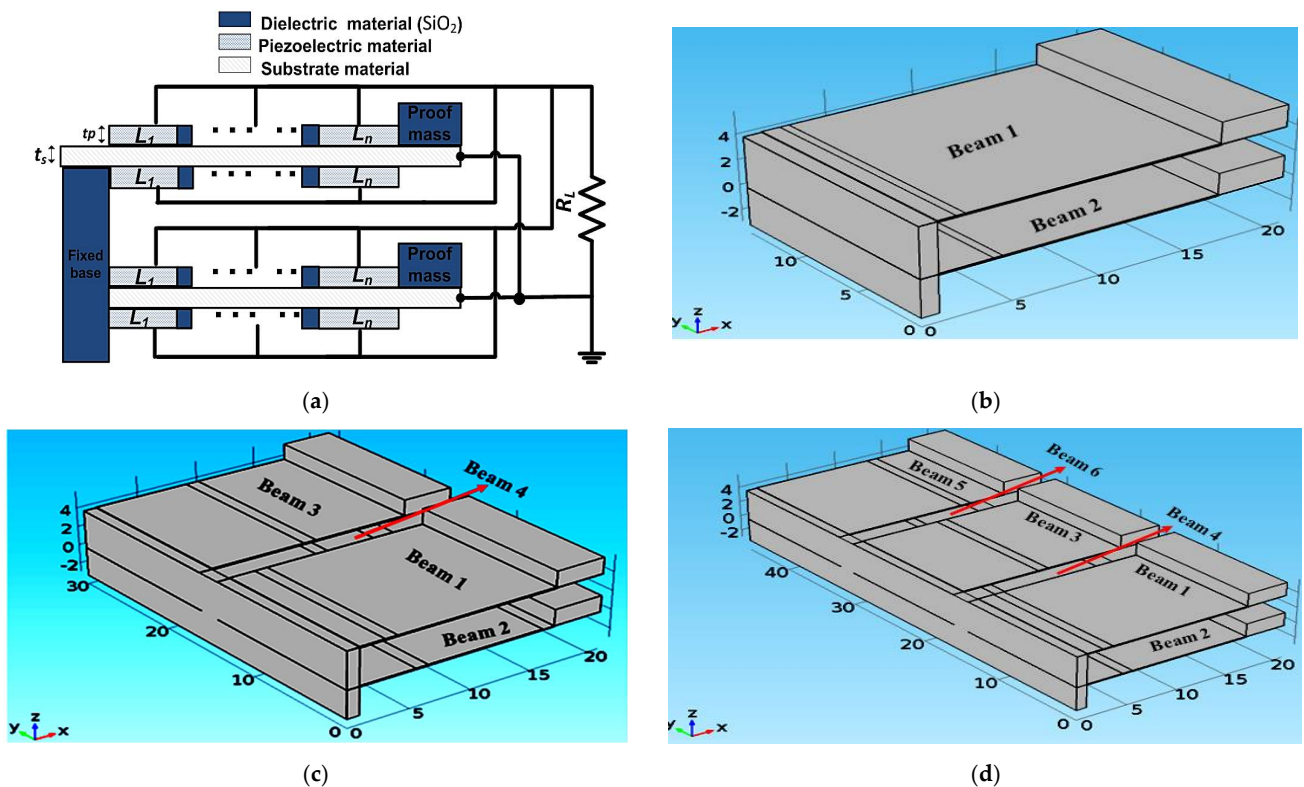 Dielectric material (SiO₂)
Piezoelectric material
Substrate material
tp
ts
L1
Ln
Proof
mass
L1
Ln
RL
Fixed
base
L1
Ln
Proof
mass
L1
Ln
(a)
Beam 1
Beam 2
4
2
0
-2
10
5
0
0
5
10
15
20
y z x
(b)
Beam 3
Beam 4
Beam 1
Beam 2
4
2
0
-2
30
20
10
0
0
5
10
15
20
y z x
(c)
Beam 5
Beam 6
Beam 3
Beam 4
Beam 1
Beam 2
4
2
0
-2
40
30
20
10
0
0
5
10
15
20
y z x
(d)